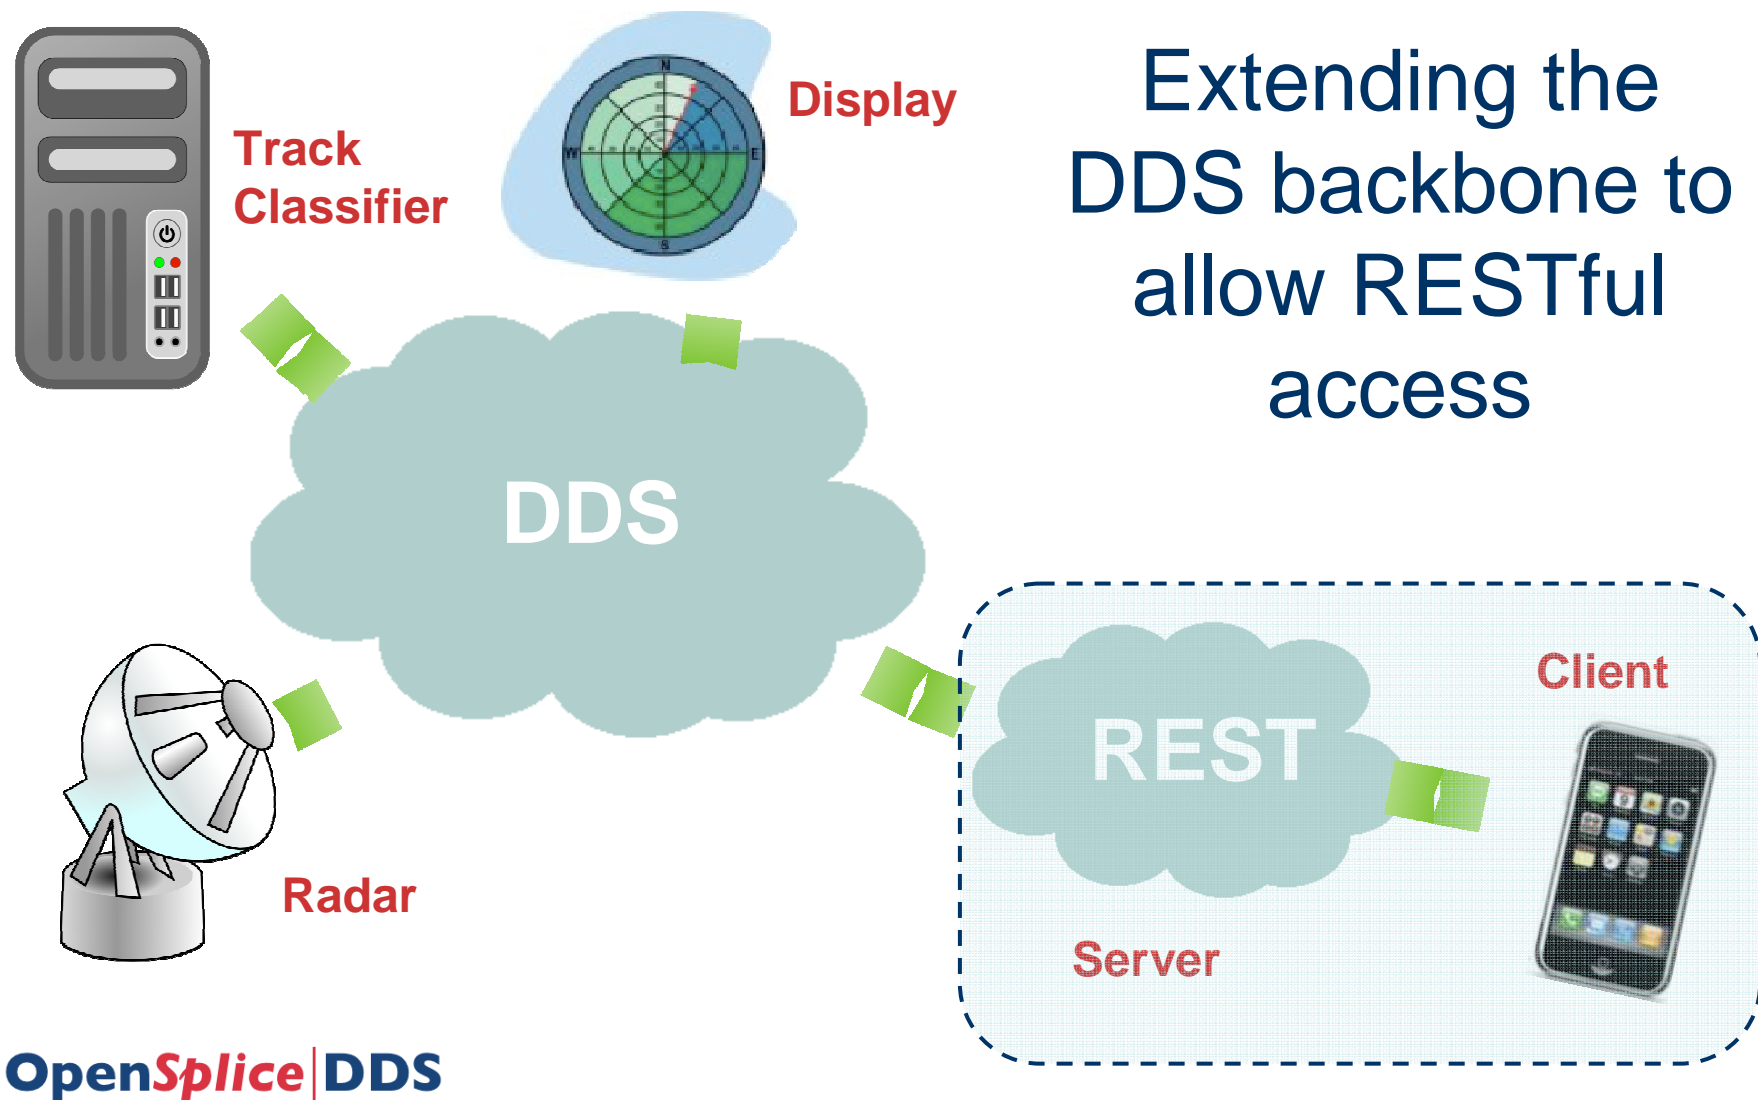 Extending the
DDS backbone to
allow RESTful
access
Track
Classifier
Display
N
W
E
S
DDS
Radar
REST
Client
Server
OpenSplice|DDS